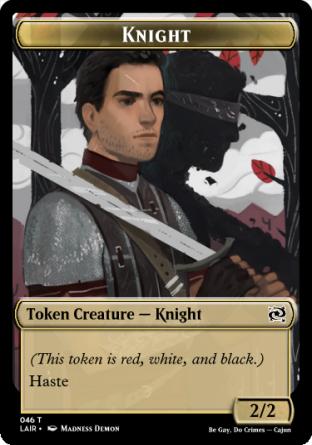 KNIGHT
Token Creature — Knight
(This token is red, white, and black.)
Haste
2/2
046 T
LAIR • MADNESS DEMON
Be Gay, Do Crimes — Cajun